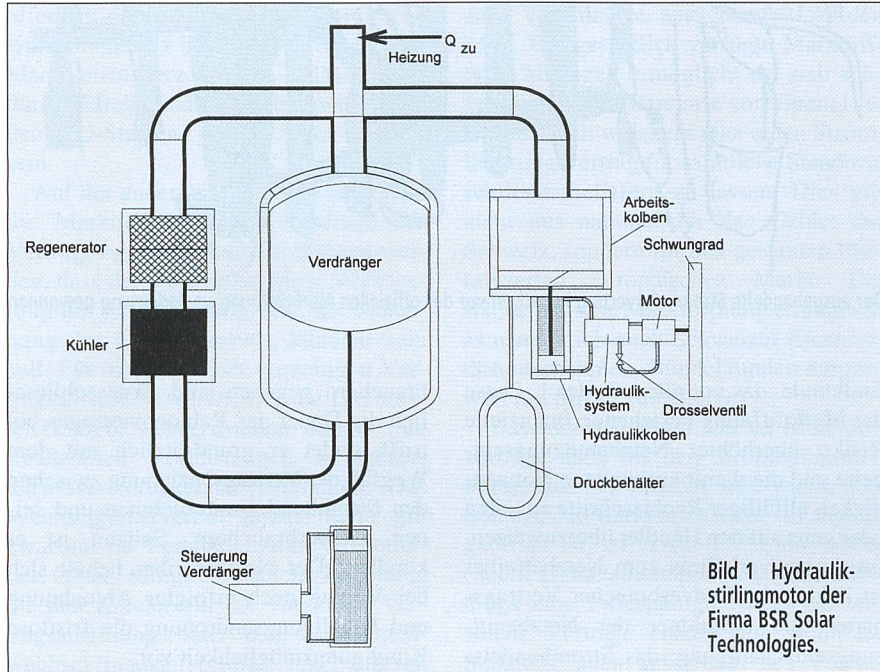 Q zu
Heizung
Arbeits-
kolben
Schwungrad
Regenerator
Verdränger
Motor
Kühler
Hydraulik-
system
Drosselventil
Hydraulikkolben
Druckbehälter
Steuerung
Verdränger
Bild 1 Hydraulik-
stirlingmotor der
Firma BSR Solar
Technologies.